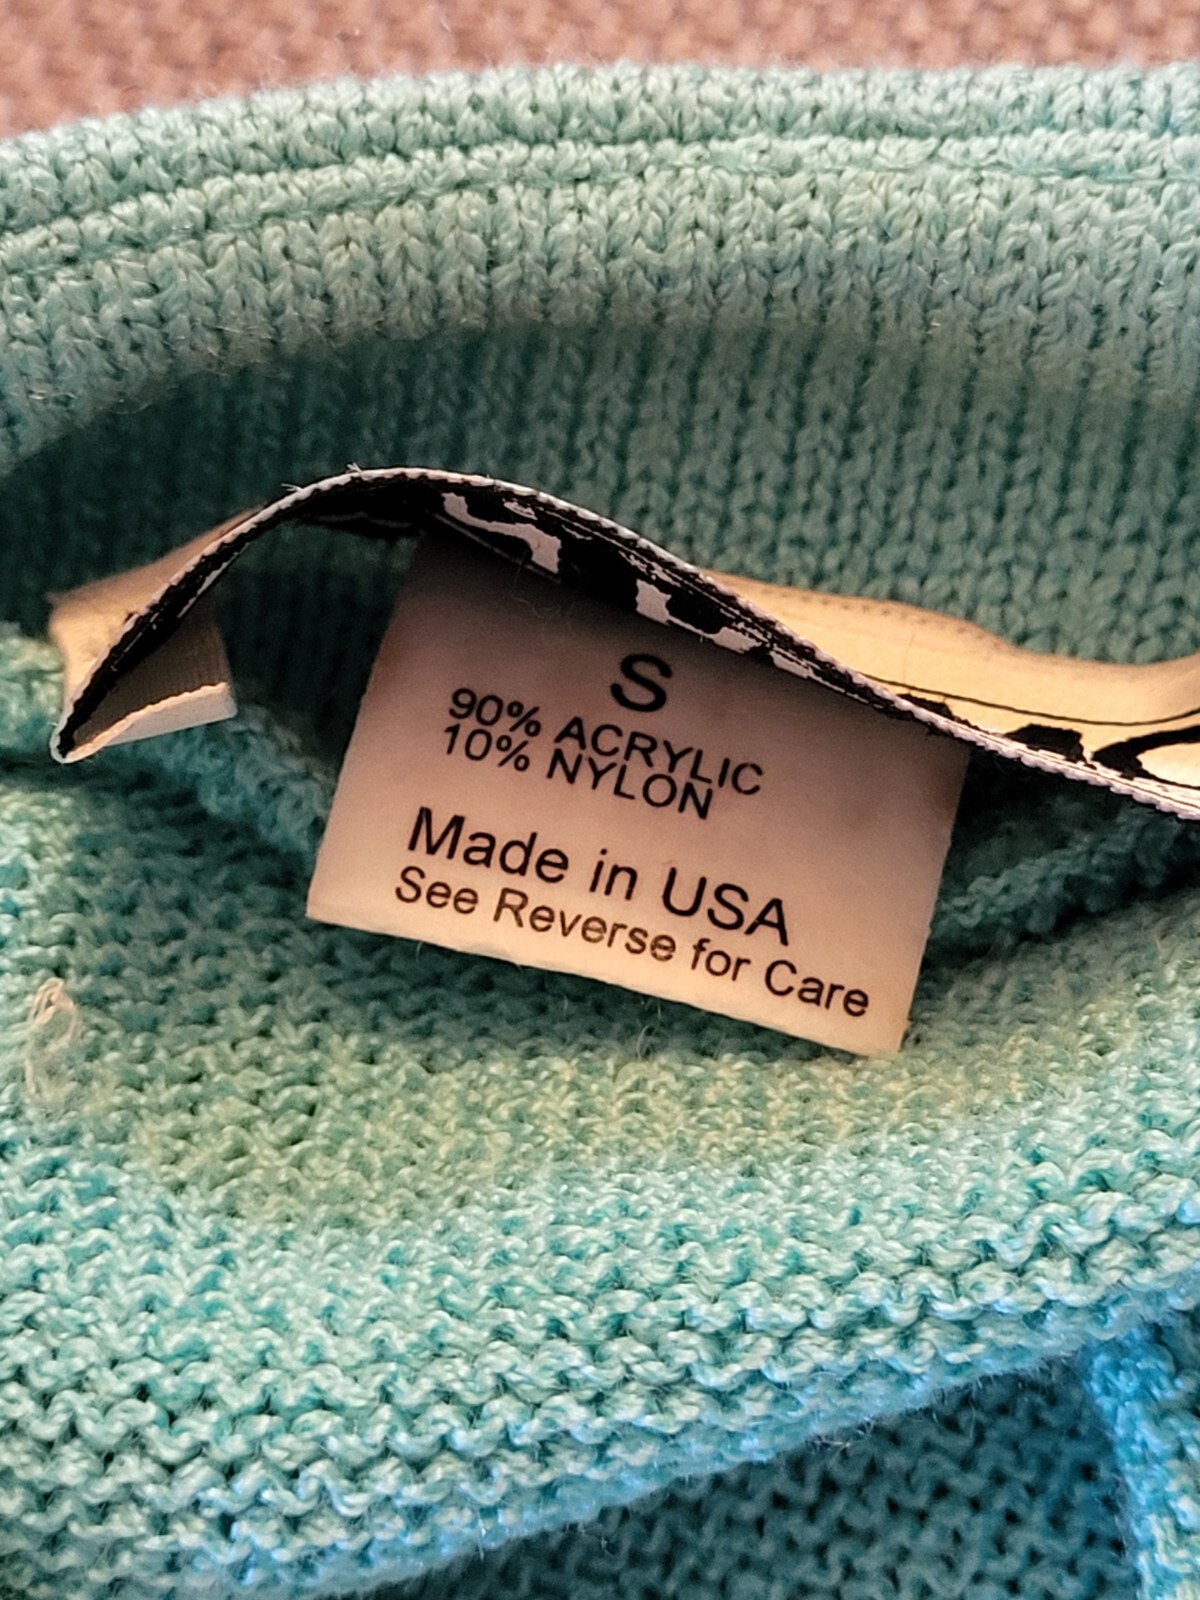 S
90% ACRYLIC
10% NYLON
Made in USA
See Reverse for Care